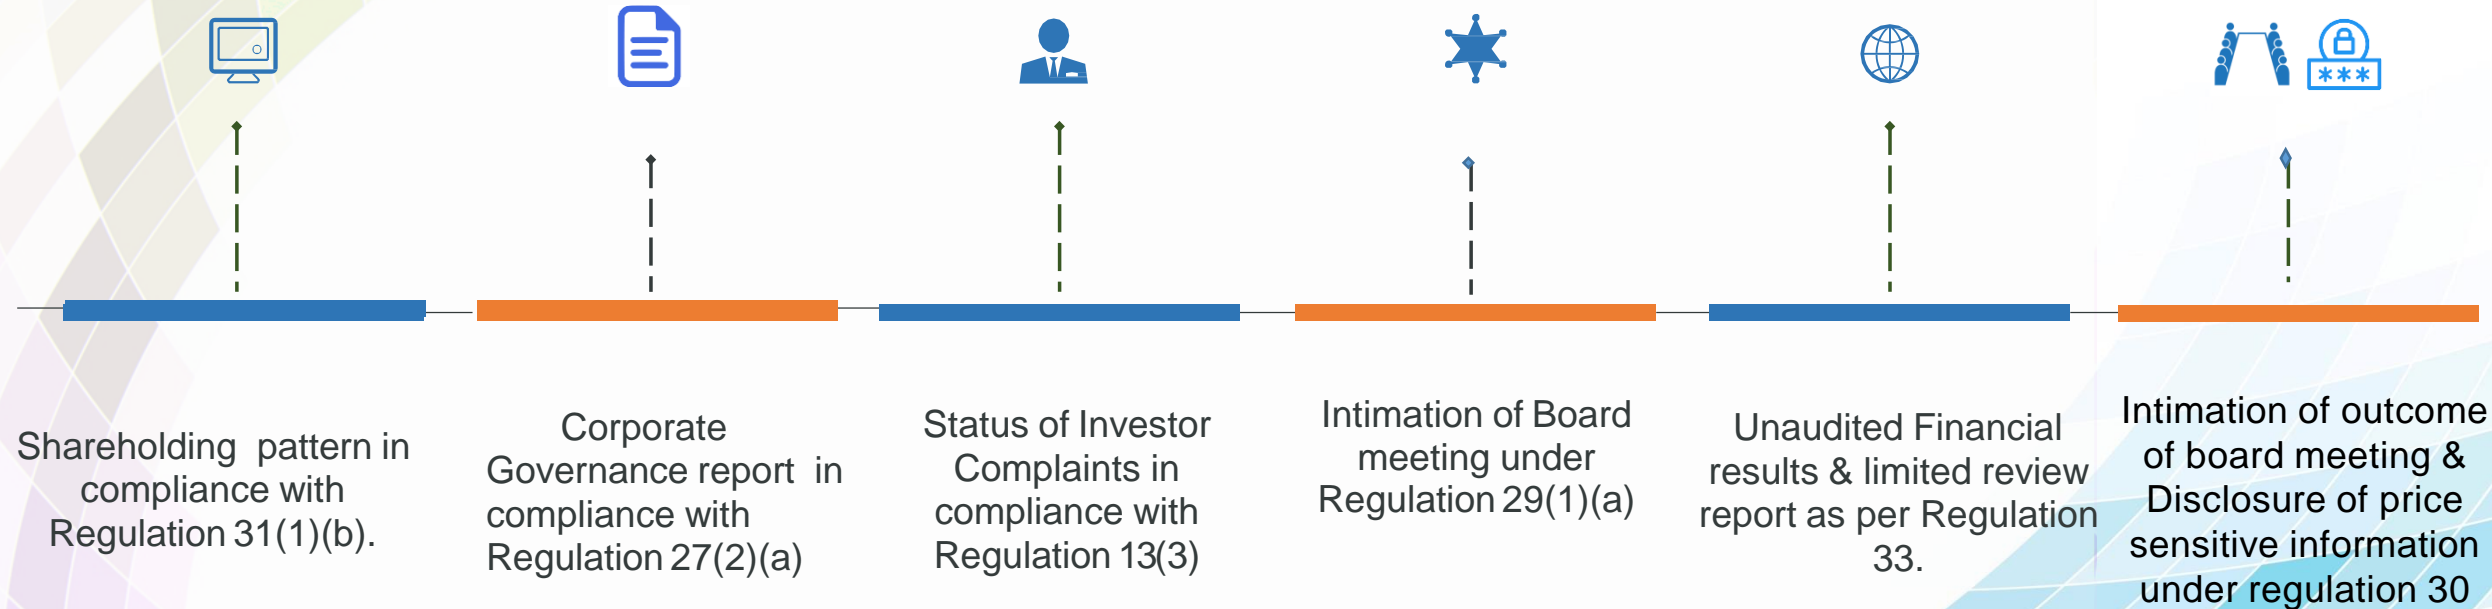 ***
Shareholding pattern in
compliance with
Regulation 31(1)(b).
Corporate
Governance report in
compliance with
Regulation 27(2)(a)
Status of Investor
Complaints in
compliance with
Regulation 13(3)
Intimation of Board
meeting under
Regulation 29(1)(a)
Unaudited Financial
results & limited review
report as per Regulation
33.
Intimation of outcome
of board meeting &
Disclosure of price
sensitive information
under regulation 30